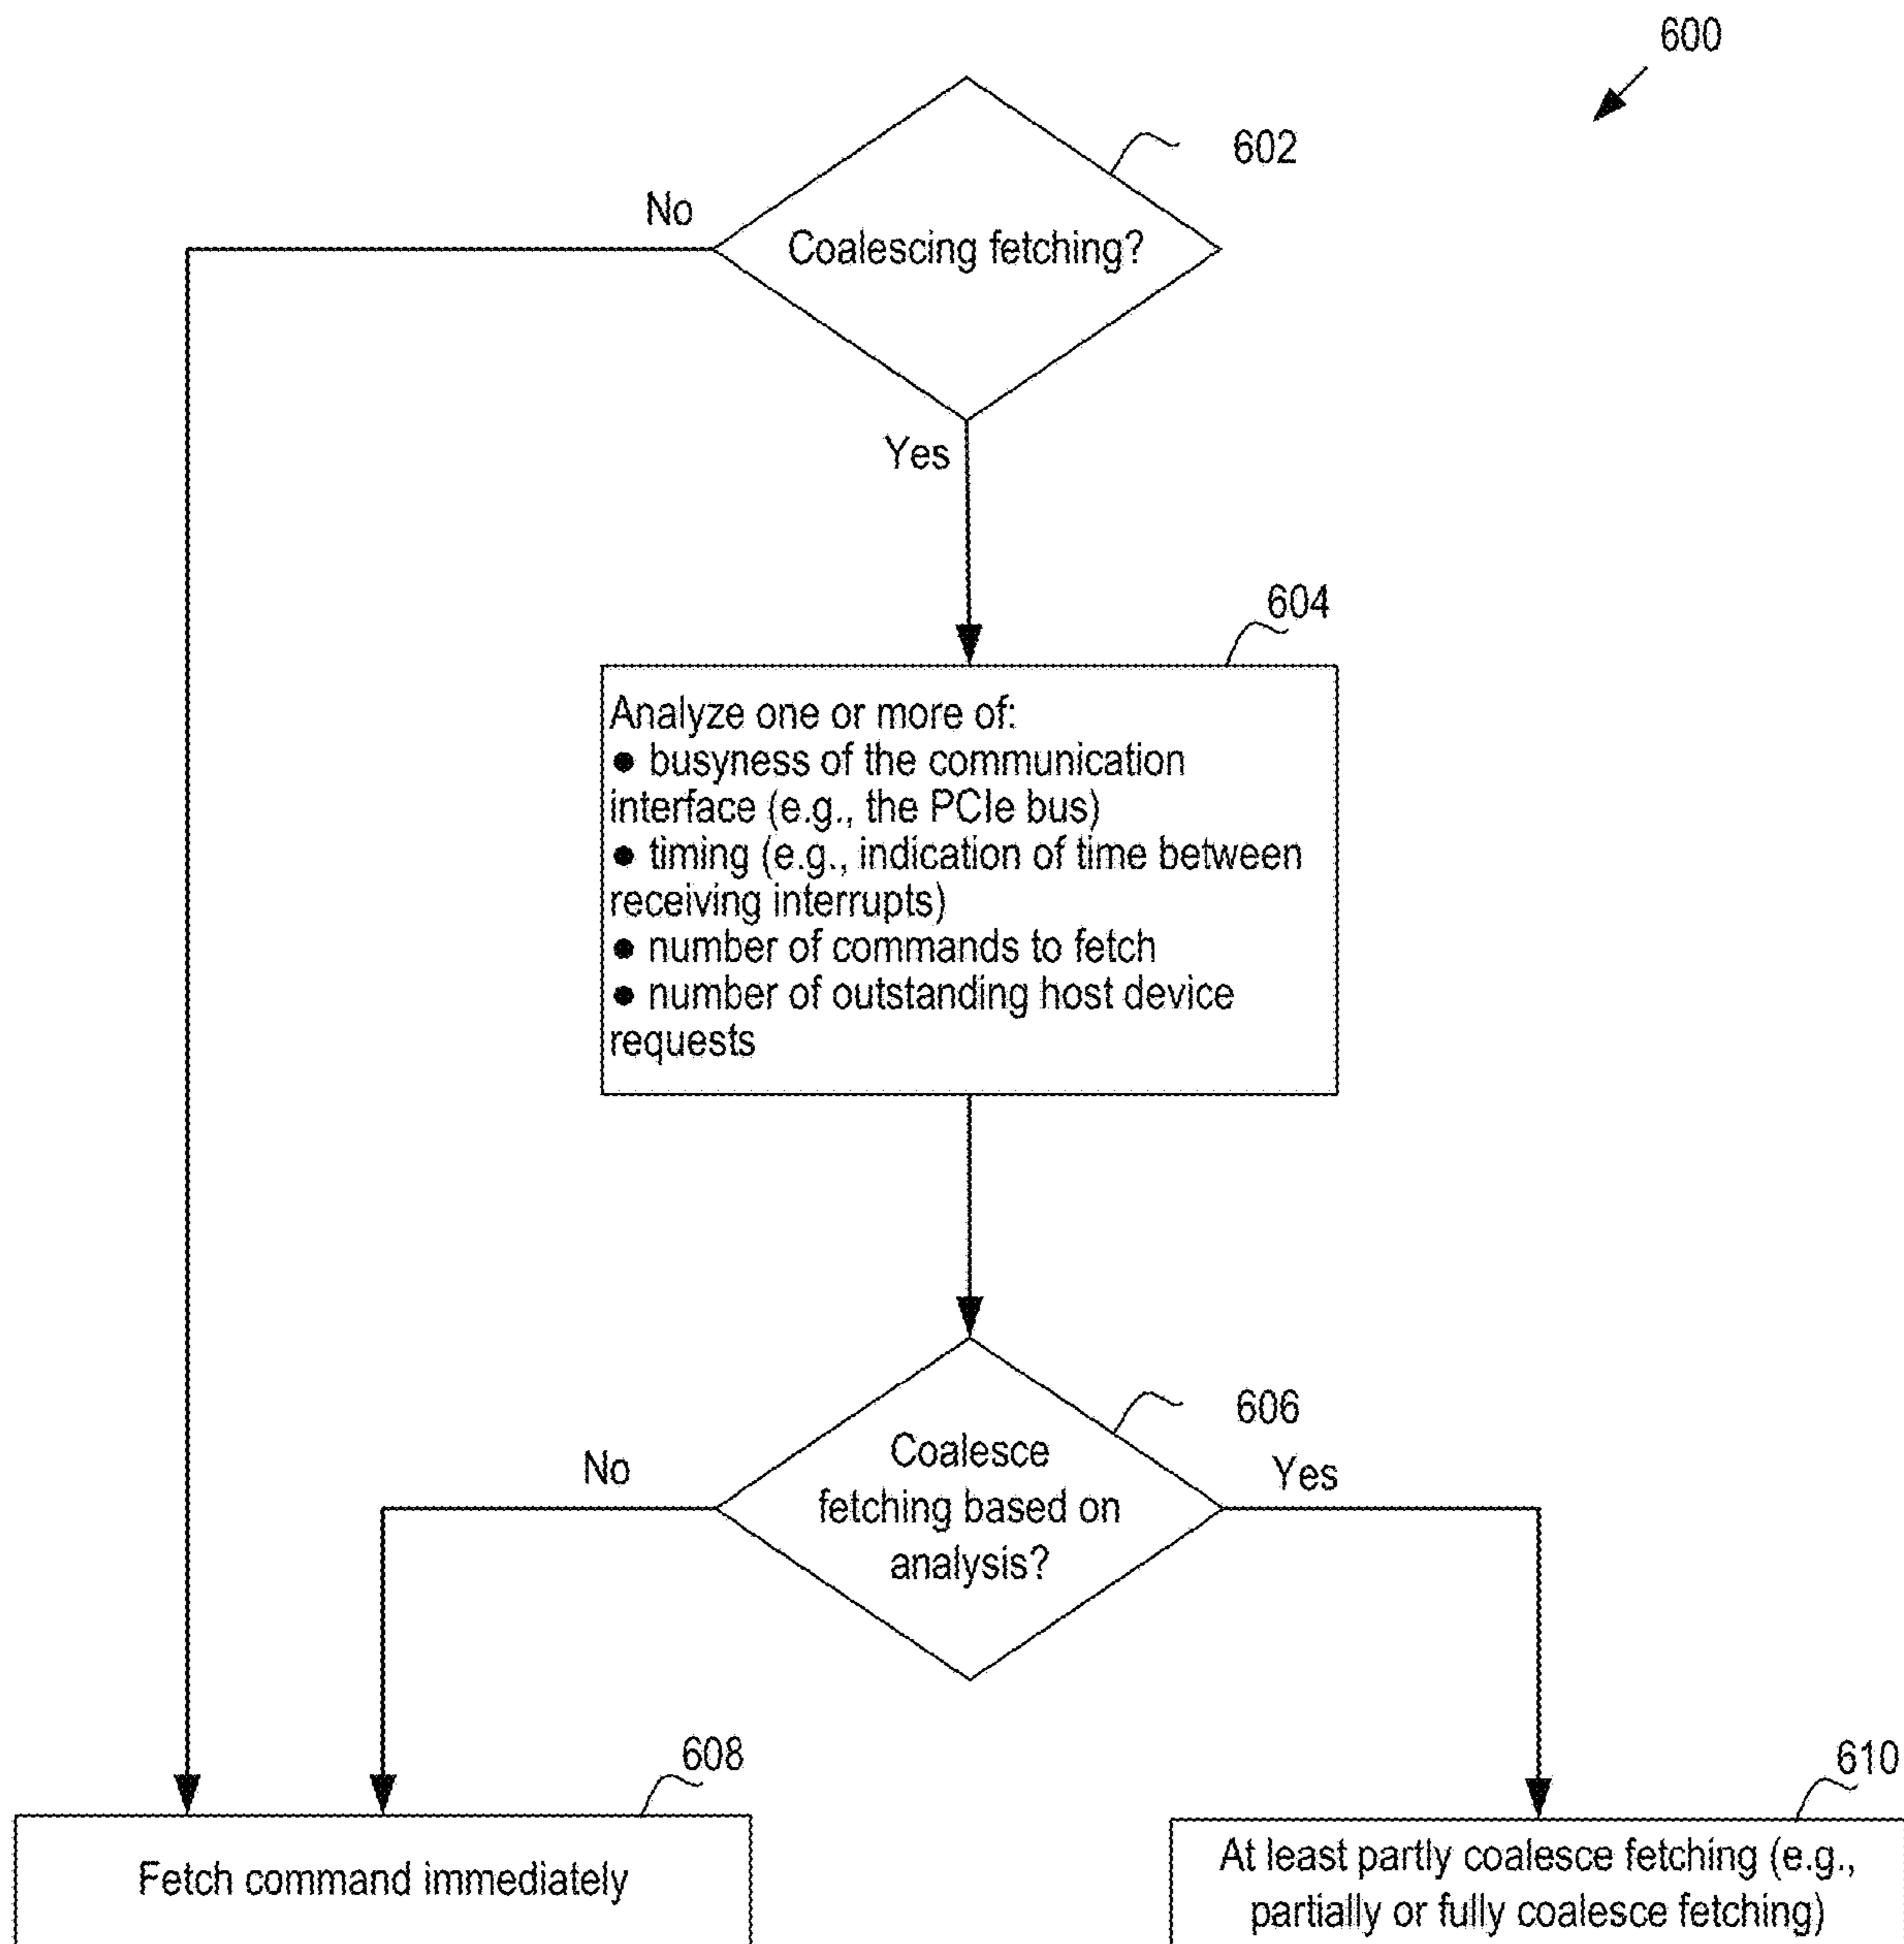 600
602
No
Coalescing fetching?
Yes
604
Analyze one or more of:
● busyness of the communication
interface (e.g., the PCIe bus)
● timing (e.g., indication of time between
receiving interrupts)
● number of commands to fetch
● number of outstanding host device
requests
606
No
Coalesce
fetching based on
analysis?
Yes
608
610
Fetch command immediately
At least partly coalesce fetching (e.g.,
partially or fully coalesce fetching)